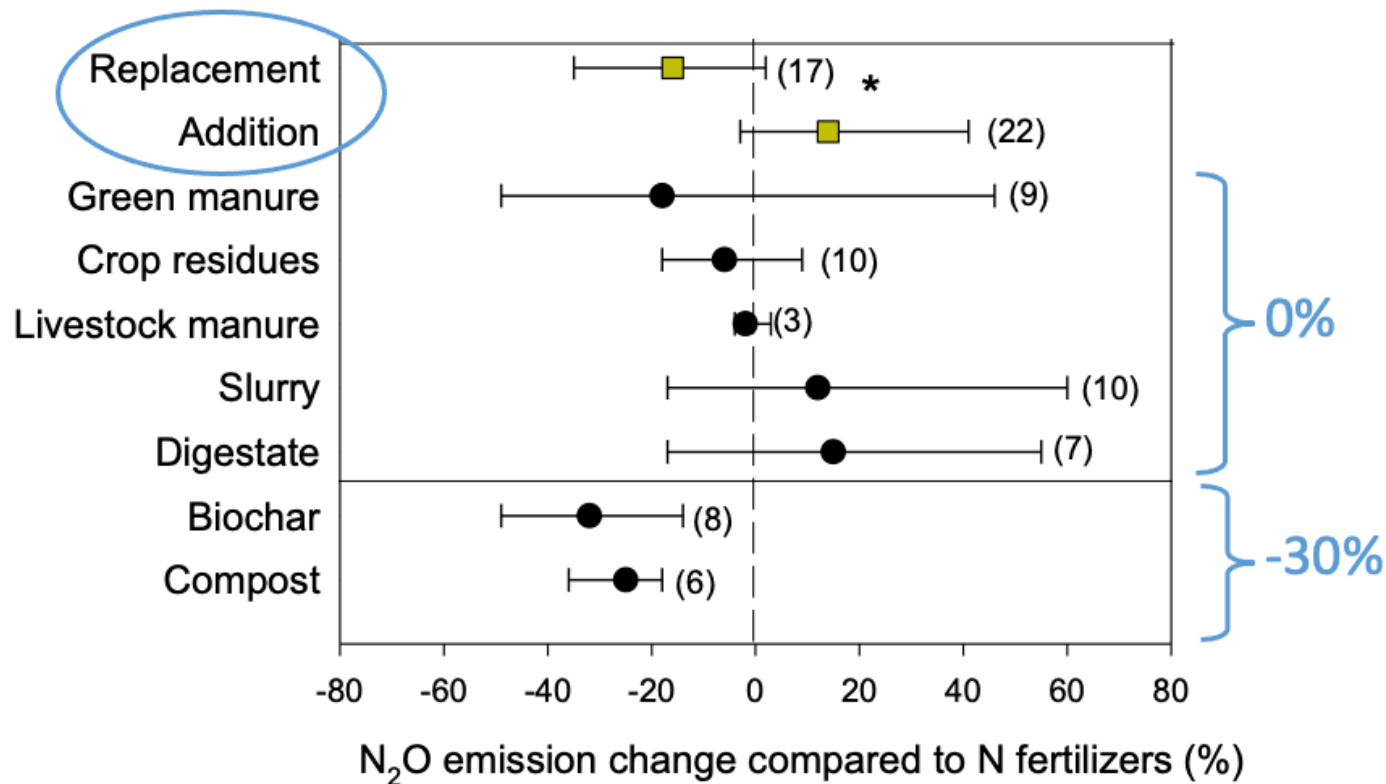 Replacement (17) *
Addition (22)
Green manure (9)
Crop residues (10)
Livestock manure (3)
0%
Slurry (10)
Digestate (7)
Biochar (8)
-30%
Compost (6)
-80 -60 -40 -20 0 20 40 60 80
N₂O emission change compared to N fertilizers (%)